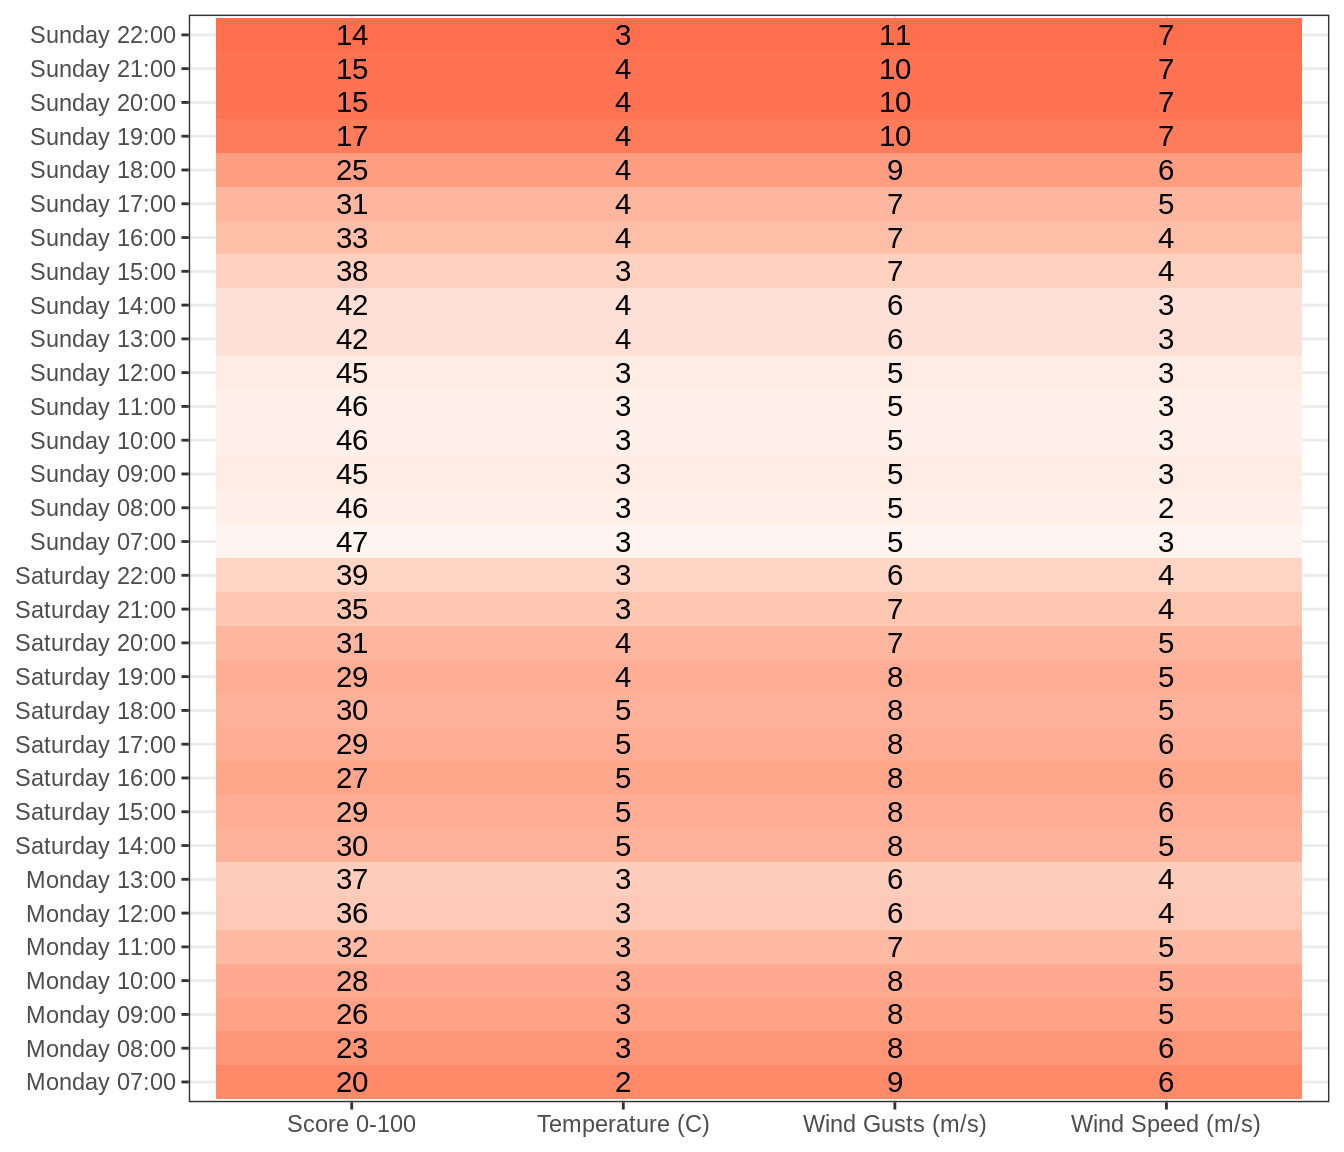 Sunday 22:00 14 3 11 7
Sunday 21:00 15 4 10 7
Sunday 20:00 15 4 10 7
Sunday 19:00 17 4 10 7
Sunday 18:00 25 4 9 6
Sunday 17:00 31 4 7 5
Sunday 16:00 33 4 7 4
Sunday 15:00 38 3 7 4
Sunday 14:00 42 4 6 3
Sunday 13:00 42 4 6 3
Sunday 12:00 45 3 5 3
Sunday 11:00 46 3 5 3
Sunday 10:00 46 3 5 3
Sunday 09:00 45 3 5 3
Sunday 08:00 46 3 5 2
Sunday 07:00 47 3 5 3
Saturday 22:00 39 3 6 4
Saturday 21:00 35 3 7 4
Saturday 20:00 31 4 7 5
Saturday 19:00 29 4 8 5
Saturday 18:00 30 5 8 5
Saturday 17:00 29 5 8 6
Saturday 16:00 27 5 8 6
Saturday 15:00 29 5 8 6
Saturday 14:00 30 5 8 5
Monday 13:00 37 3 6 4
Monday 12:00 36 3 6 4
Monday 11:00 32 3 7 5
Monday 10:00 28 3 8 5
Monday 09:00 26 3 8 5
Monday 08:00 23 3 8 6
Monday 07:00 20 2 9 6
Score 0-100 Temperature (C) Wind Gusts (m/s) Wind Speed (m/s)